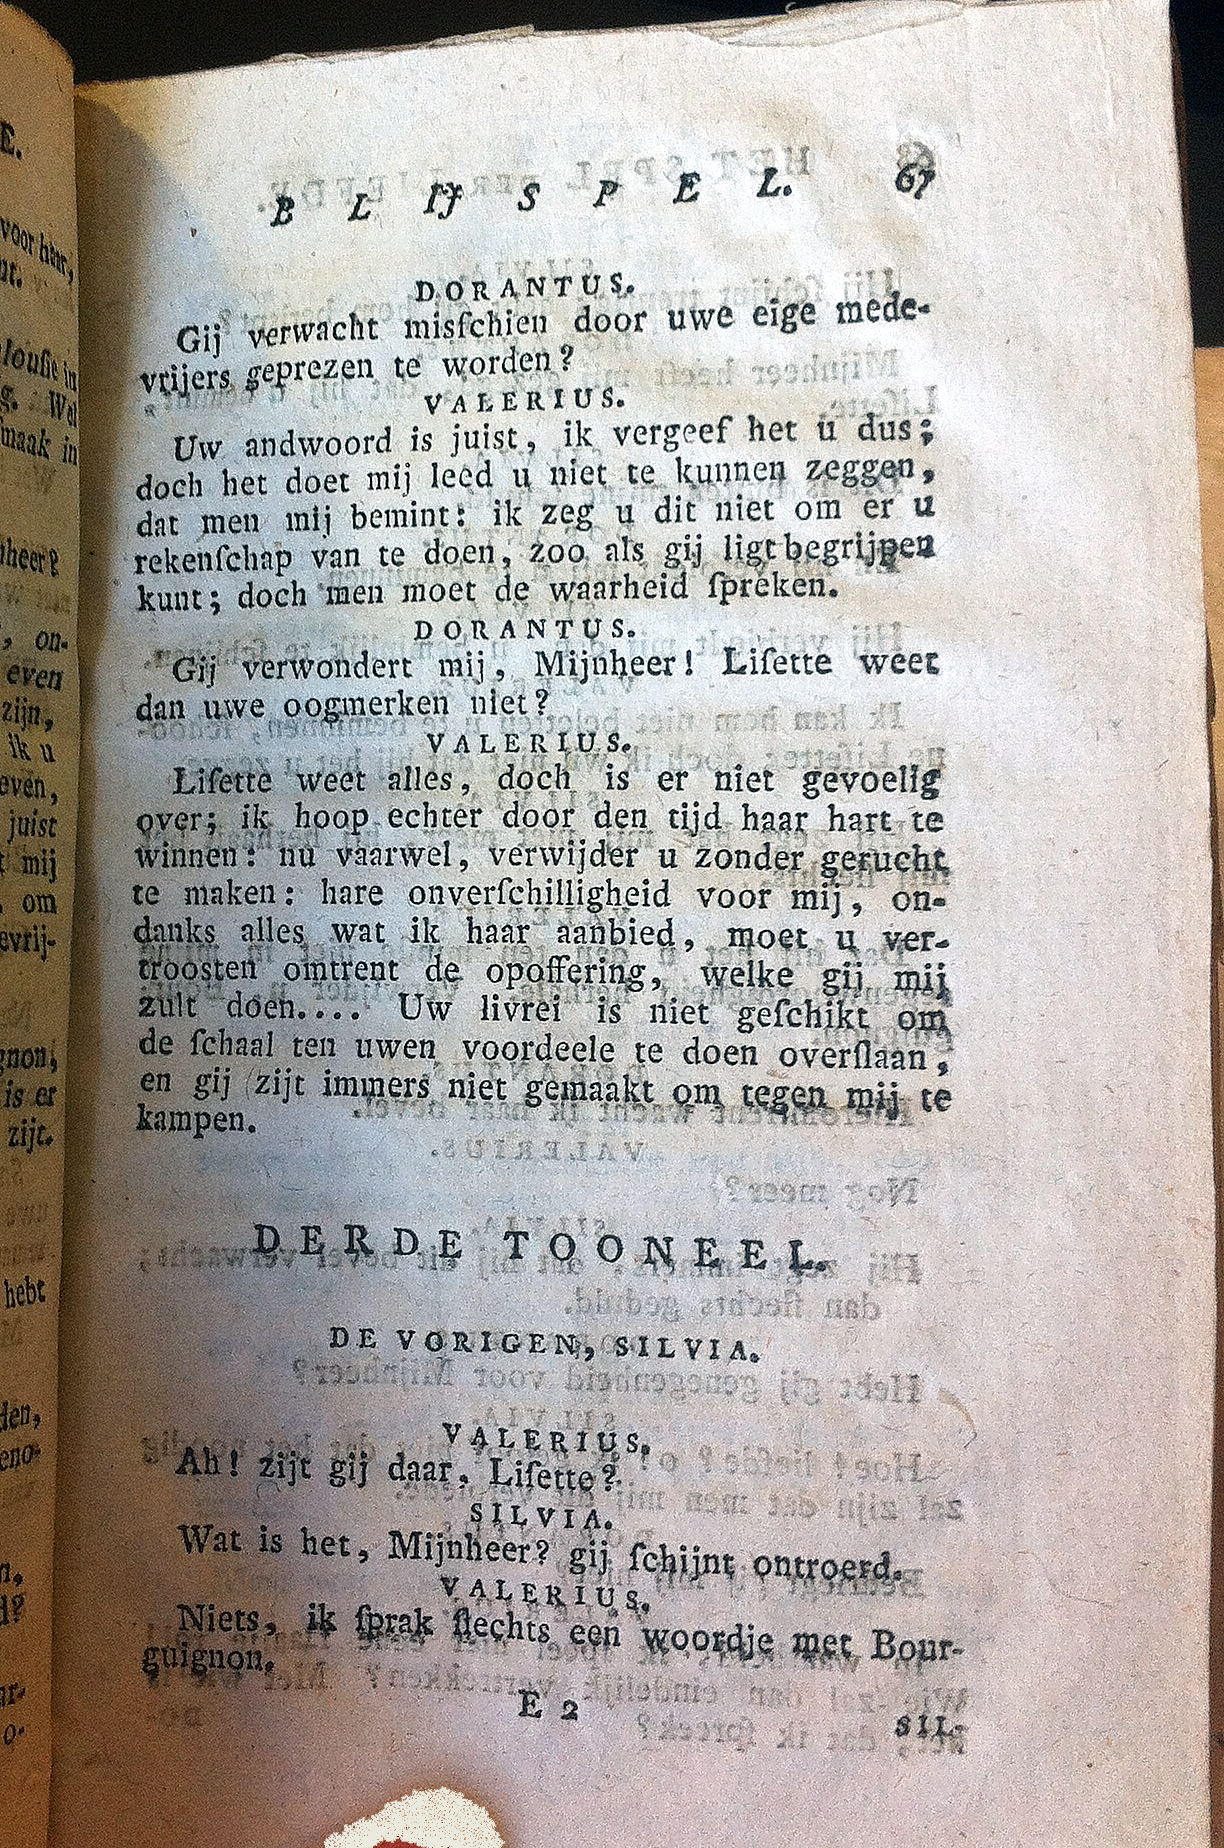 BLIJSPEL. 67
DORANTUS.
Gij verwacht misſchien door uwe eige mede-
vrijers geprezen te worden?
VALERIUS.
Uw andwoord is juist, ik vergeef het u dus;
doch het doet mij leed u niet te kunnen zeggen,
dat men mij bemint: ik zeg u dit niet om er u
rekenſchap van te doen, zoo als gij ligt begrijpen
kunt; doch men moet de waarheid ſpreken.
DORANTUS.
Gij verwondert mij, Mijnheer! Liſette weet
dan uwe oogmerken niet?
VALERIUS.
Liſette weet alles, doch is er niet gevoelig
over; ik hoop echter door den tijd haar hart te
winnen: nu vaarwel, verwijder u zonder gerucht
te maken: hare onverſchilligheid voor mij, on-
danks alles wat ik haar aanbied, moet u ver-
troosten omtrent de opoffering, welke gij mij
zult doen.... Uw livrei is niet geſchikt om
de ſchaal ten uwen voordeele te doen overſlaan,
en gij zijt immers niet gemaakt om tegen mij te
kampen.
DERDE TOONEEL.
DE VORIGEN, SILVIA.
VALERIUS.
Ah! zijt gij daar, Liſette?
SILVIA.
Wat is het, Mijnheer? gij ſchijnt ontroerd.
VALERIUS.
Niets, ik ſprak ſlechts een woordje met Bour-
guignon.
E 2
SIL-